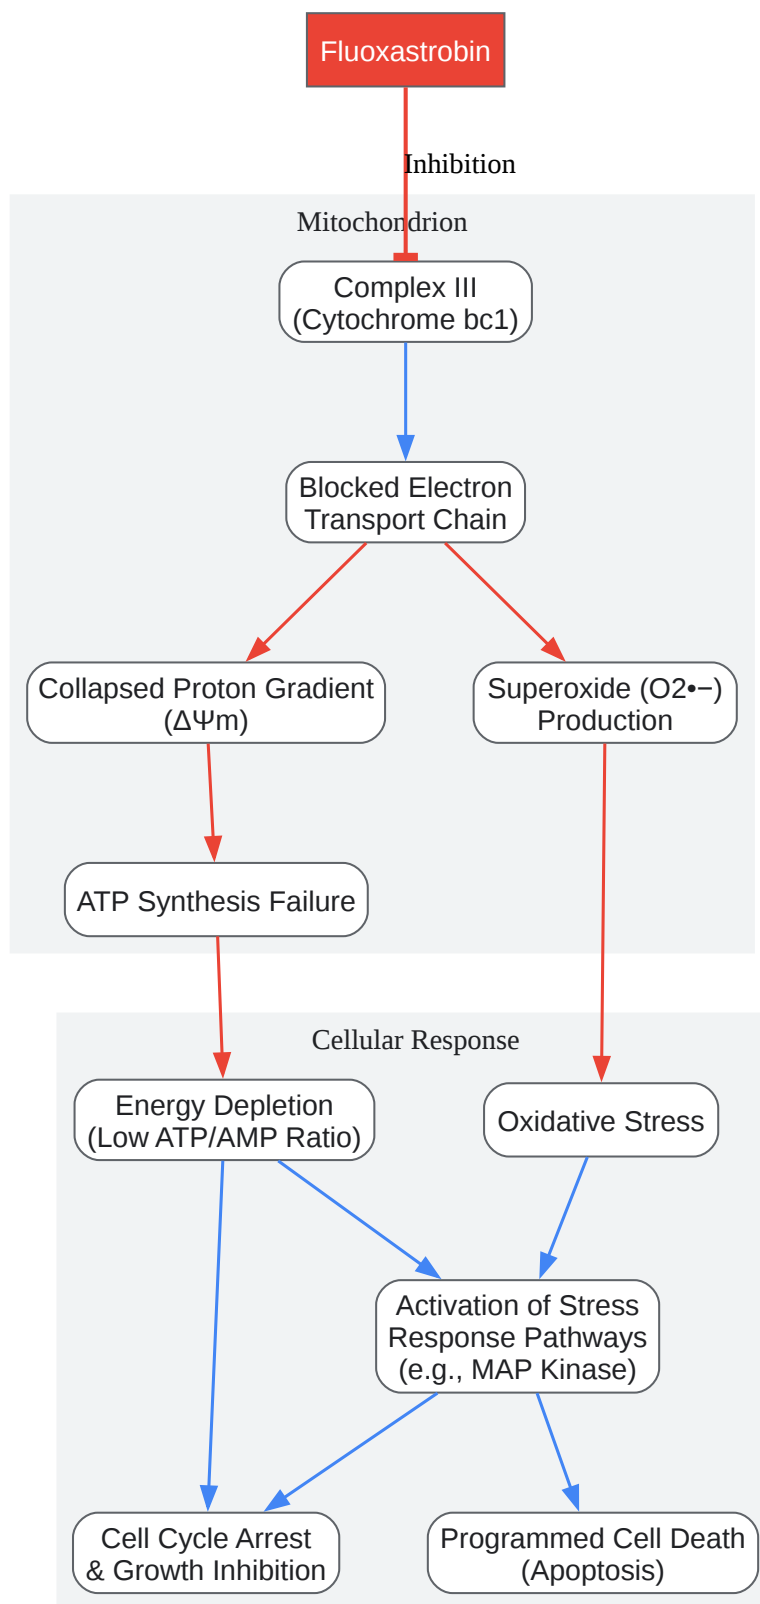 Fluoxastrobin
Inhibition
Mitochondrion
Complex III
(Cytochrome bc1)
Blocked Electron
Transport Chain
Collapsed Proton Gradient
(ΔΨm)
Superoxide (O2•−)
Production
ATP Synthesis Failure
Cellular Response
Energy Depletion
(Low ATP/AMP Ratio)
Oxidative Stress
Activation of Stress
Response Pathways
(e.g., MAP Kinase)
Cell Cycle Arrest
& Growth Inhibition
Programmed Cell Death
(Apoptosis)